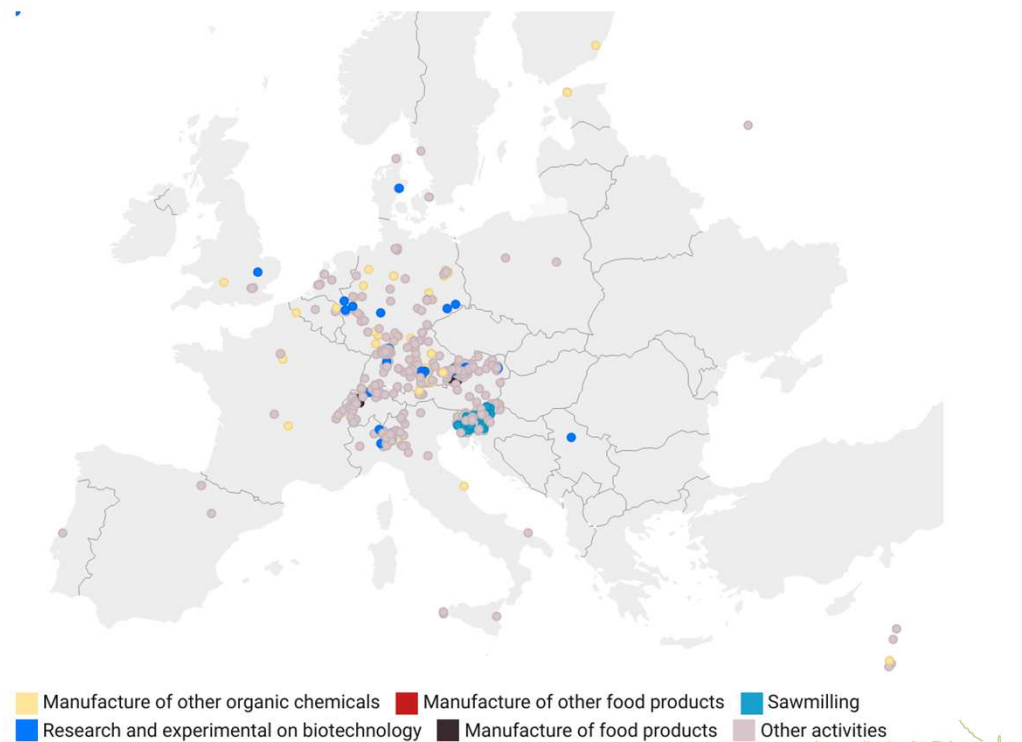 Manufacture of other organic chemicals Manufacture of other food products Sawmilling
Research and experimental on biotechnology Manufacture of food products Other activities